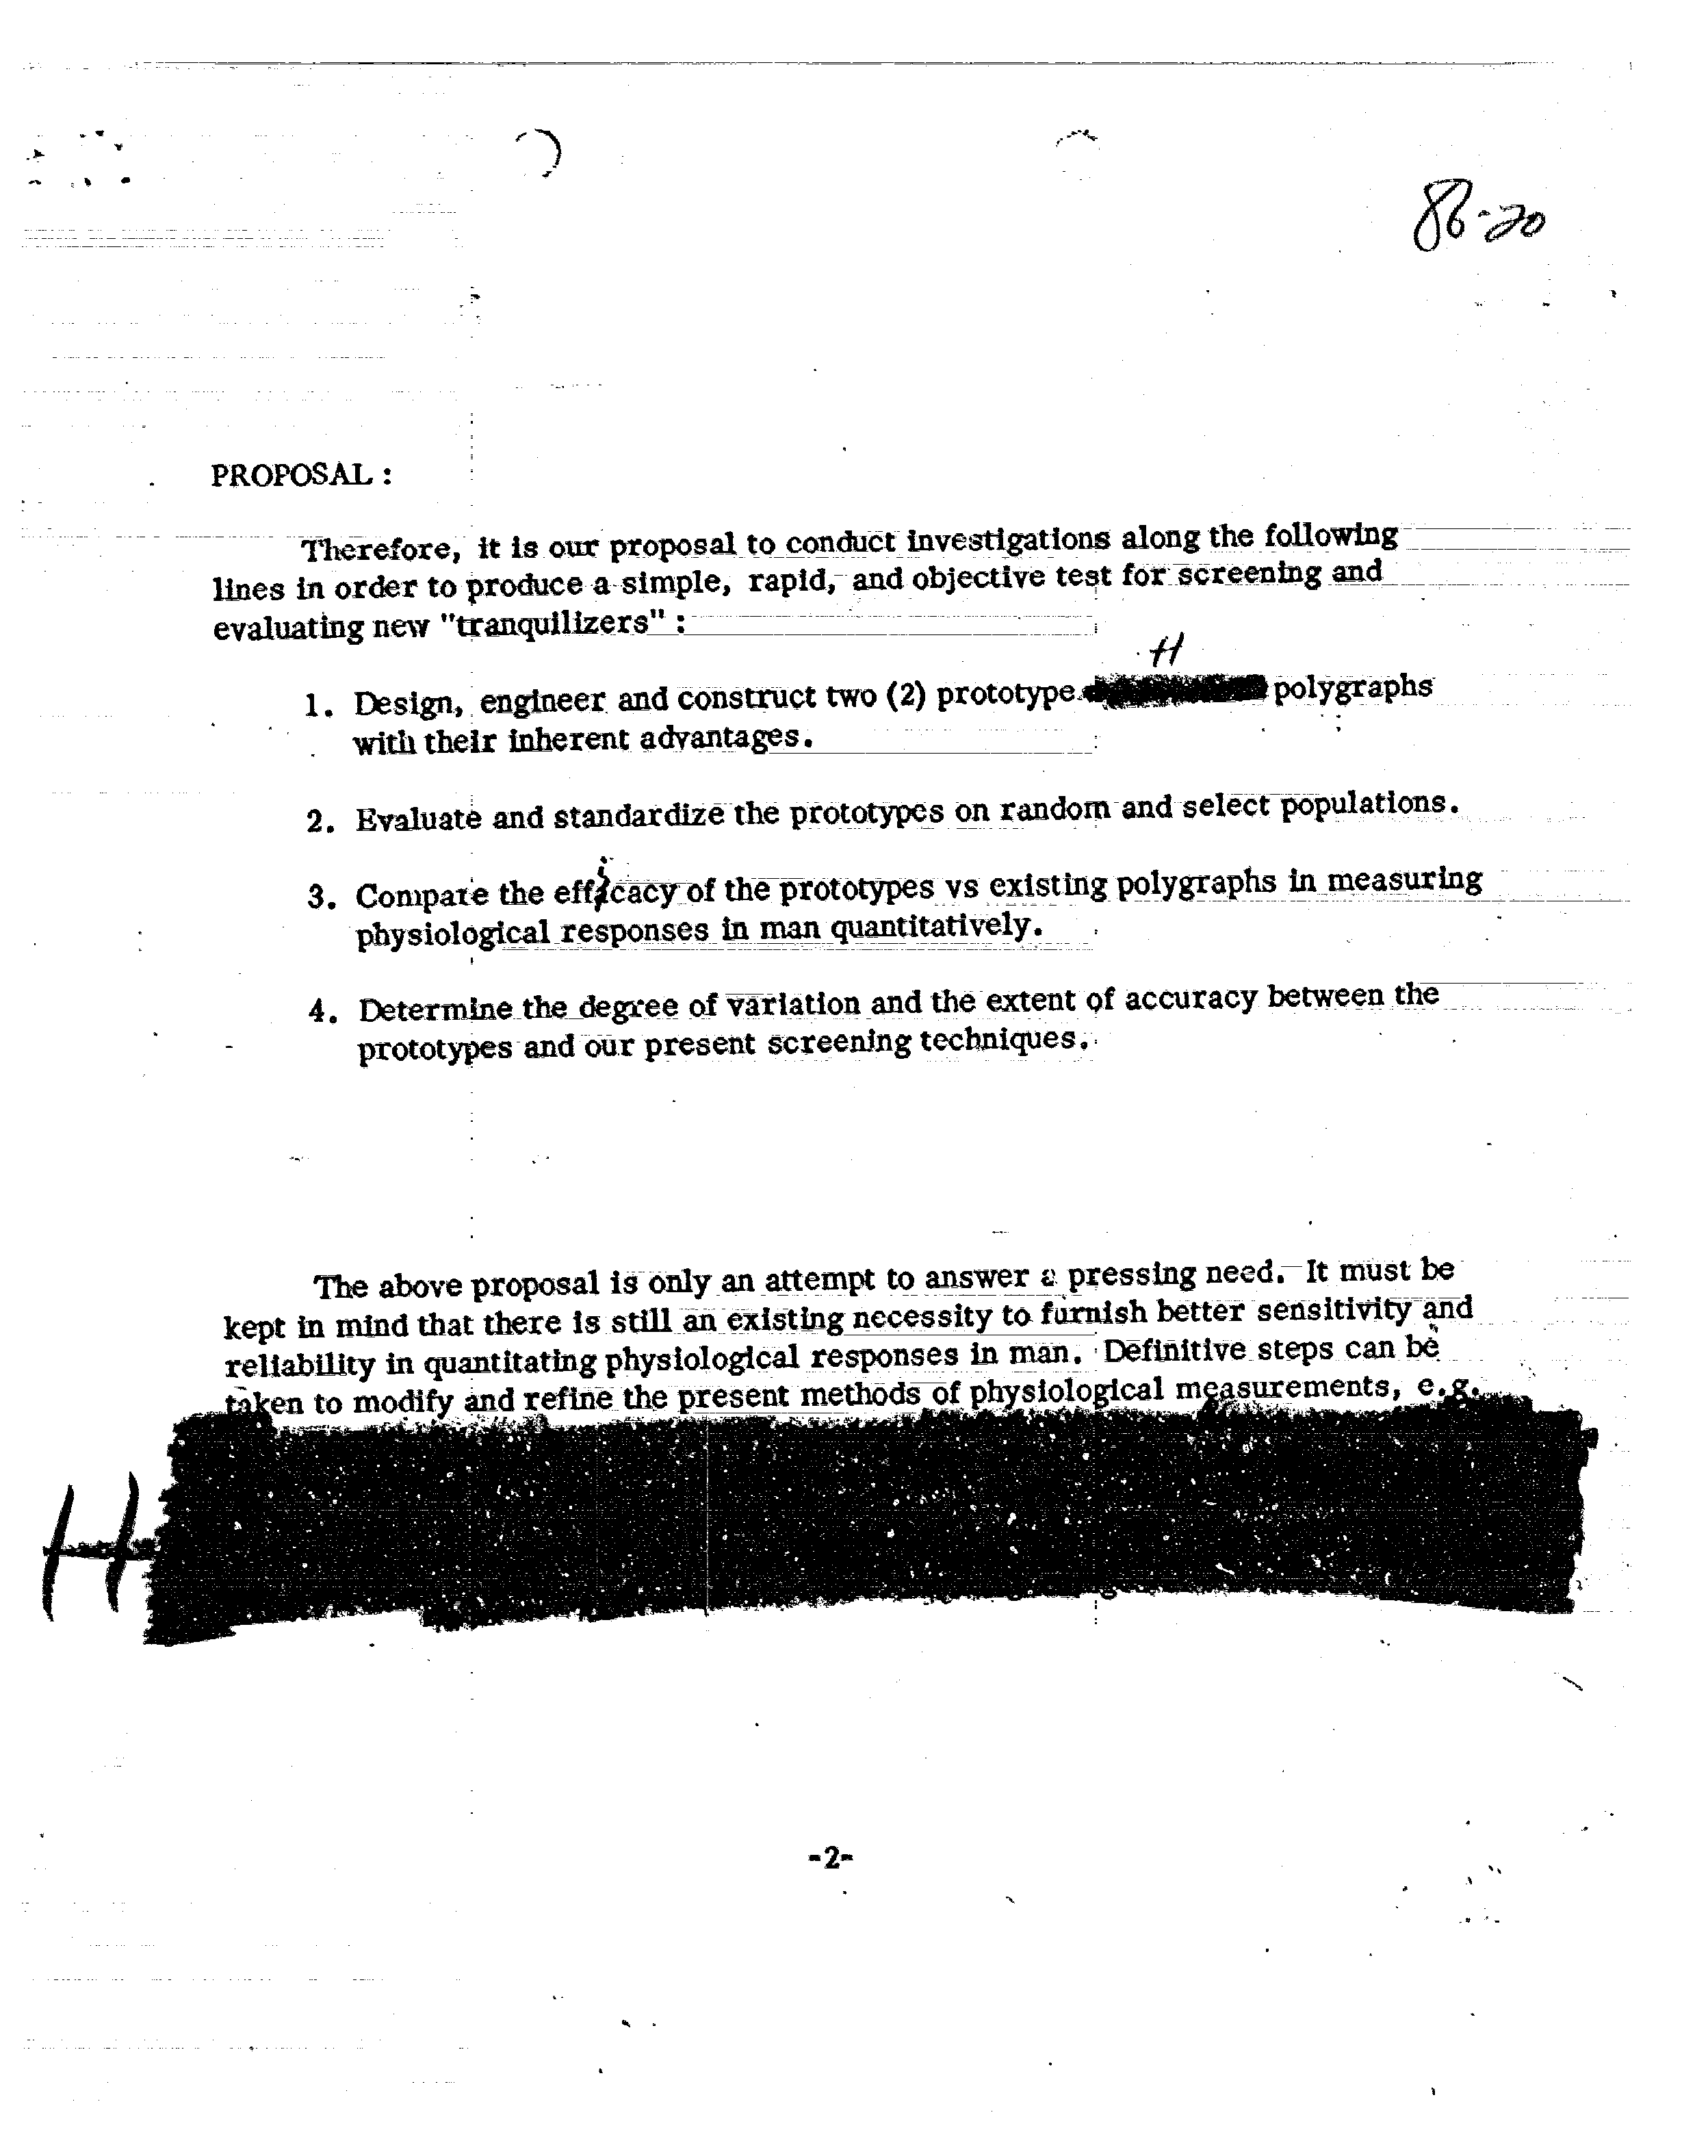 86-20
PROPOSAL :
Therefore, it is our proposal to conduct investigations along the following
lines in order to produce a simple, rapid, and objective test for screening and
evaluating new "tranquilizers" :
H
1. Design, engineer and construct two (2) prototype polygraphs
with their inherent advantages.
2. Evaluate and standardize the prototypes on random and select populations.
3. Compare the efficacy of the prototypes vs existing polygraphs in measuring
physiological responses in man quantitatively.
4. Determine the degree of variation and the extent of accuracy between the
prototypes and our present screening techniques.
The above proposal is only an attempt to answer a pressing need. It must be
kept in mind that there is still an existing necessity to furnish better sensitivity and
reliability in quantitating physiological responses in man. Definitive steps can be
taken to modify and refine the present methods of physiological measurements, e.g.
H
-2-